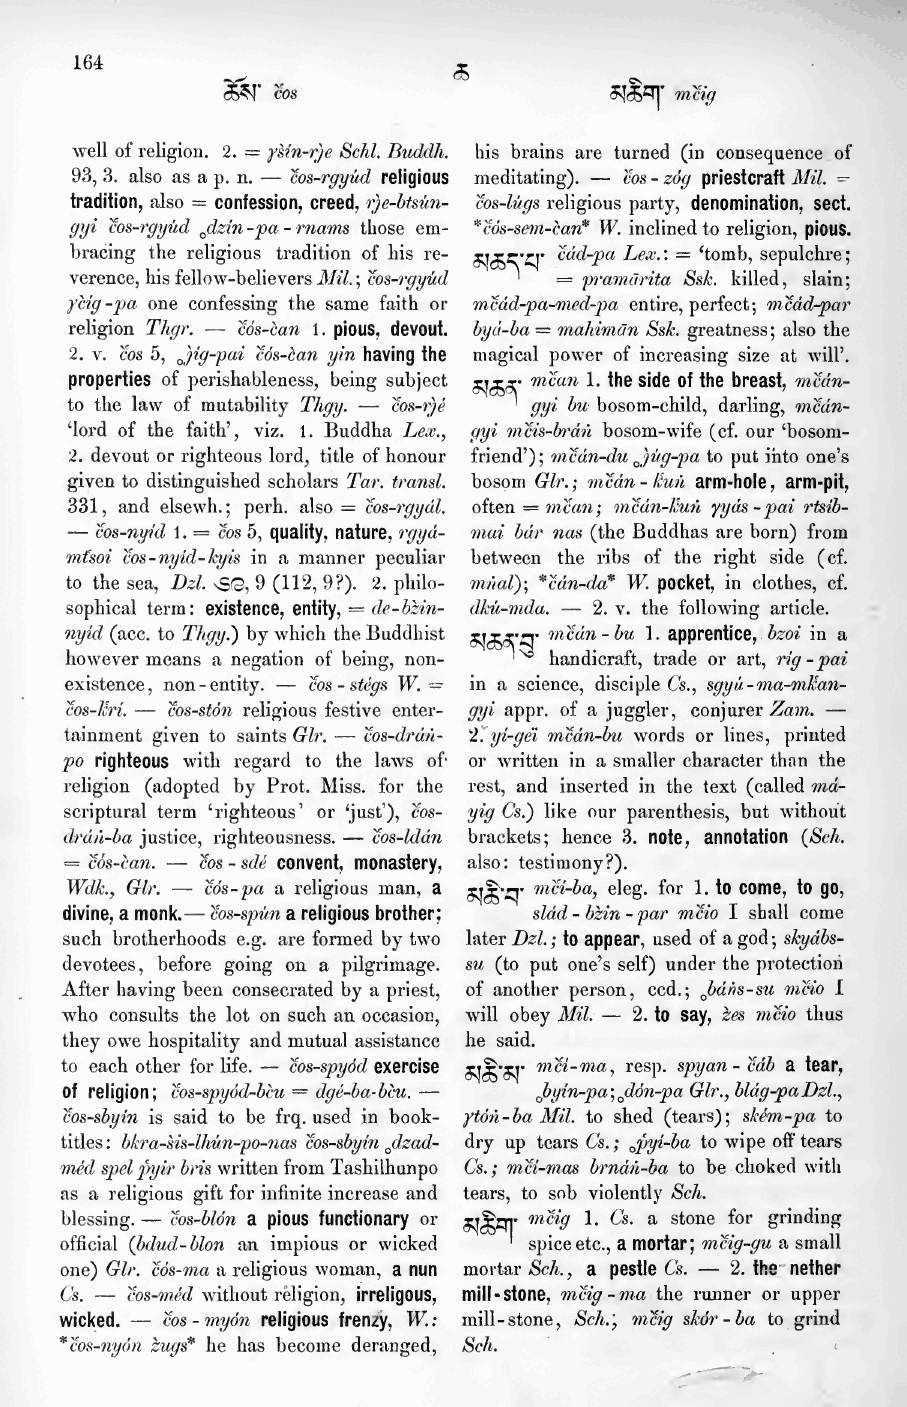 164
ཆ
ཆོས་ čos
མཆིག་ mčig
well of religion. 2. = yšin-rje Schl. Buddh.
93, 3. also as a p. n. — čos-rgyúd religious
tradition, also = confession, creed, rje-btsún-
gyi čos-rgyúd ₒdzin-pa-rnams those em-
bracing the religious tradition of his re-
verence, his fellow-believers Mil.; čos-rgyúd
γčig-pa one confessing the same faith or
religion Thgr. — čós-čan 1. pious, devout.
2. v. čos 5, ₒjig-pai čós-čan yin having the
properties of perishableness, being subject
to the law of mutability Thgy. — čos-rjé
‘lord of the faith’, viz. 1. Buddha Lex.,
2. devout or righteous lord, title of honour
given to distinguished scholars Tar. transl.
331, and elsewh.; perh. also = čos-rgyál.
— čos-nyid 1. = čos 5, quality, nature, rgyá-
mtsoi čos-nyid-kyis in a manner peculiar
to the sea, Dzl. 9 (112, 9?). 2. philo-
sophical term: existence, entity, = de-bžin-
nyid (acc. to Thgy.) by which the Buddhist
however means a negation of being, non-
existence, non-entity. — čos-stégs W. =
čos-kri. — čos-stón religious festive enter-
tainment given to saints Glr. — čos-dráṅ-
po righteous with regard to the laws of
religion (adopted by Prot. Miss. for the
scriptural term ‘righteous’ or ‘just’), čos-
dráṅ-ba justice, righteousness. — čos-ldán
= čós-čan. — čos-sdé convent, monastery,
Wdk., Glr. — čós-pa a religious man, a
divine, a monk. — čos-spún a religious brother;
such brotherhoods e.g. are formed by two
devotees, before going on a pilgrimage.
After having been consecrated by a priest,
who consults the lot on such an occasion,
they owe hospitality and mutual assistance
to each other for life. — čos-spyód exercise
of religion; čos-spyód-bču = dgé-ba-bču. —
čos-sbyin is said to be frq. used in book-
titles: bkra-šis-lhún-po-nas čos-sbyin ₒdzad-
méd spel pyir bris written from Tashilhunpo
as a religious gift for infinite increase and
blessing. — čos-blón a pious functionary or
official (bdud-blon an impious or wicked
one) Glr. čós-ma a religious woman, a nun
Cs. — čos-méd without religion, irreligous,
wicked. — čos-myón religious frenzy, W.:
*čos-nyón žugs* he has become deranged,
his brains are turned (in consequence of
meditating). — čos-zóg priestcraft Mil. =
čos-lúgs religious party, denomination, sect.
*čós-sem-čan* W. inclined to religion, pious.
མཆད་པ་ čád-pa Lex.: = ‘tomb, sepulchre;
= pramārita Ssk. killed, slain;
mčád-pa-med-pa entire, perfect; mčád-par
byá-ba = mahimān Ssk. greatness; also the
magical power of increasing size at will’.
མཆན་ mčan 1. the side of the breast, mčán-
gyi bu bosom-child, darling, mčán-
gyi mčis-bráṅ bosom-wife (cf. our ‘bosom-
friend’); mčán-du ₒjúg-pa to put into one’s
bosom Glr.; mčán-kuṅ arm-hole, arm-pit,
often = mčan; mčán-kuṅ γyás-pai rtsib-
mai bár nas (the Buddhas are born) from
between the ribs of the right side (cf.
mṅal); *čán-da* W. pocket, in clothes, cf.
dkú-mda. — 2. v. the following article.
མཆན་བུ་ mčán-bu 1. apprentice, bzoi in a
handicraft, trade or art, rig-pai
in a science, disciple Cs., sgyú-ma-mkan-
gyi appr. of a juggler, conjurer Zam. —
2. yi-geï mčán-bu words or lines, printed
or written in a smaller character than the
rest, and inserted in the text (called má-
yig Cs.) like our parenthesis, but without
brackets; hence 3. note, annotation (Sch.
also: testimony?).
མཆི་བ་ mči-ba, eleg. for 1. to come, to go,
slád-bžin-par mčio I shall come
later Dzl.; to appear, used of a god; skyábs-
su (to put one’s self) under the protection
of another person, ccd.; ₒbáṅs-su mčio I
will obey Mil. — 2. to say, žes mčio thus
he said.
མཆི་མ་ mči-ma, resp. spyan-čáb a tear,
ₒbyin-pa; ₒdón-pa Glr., blág-pa Dzl.,
γtóṅ-ba Mil. to shed (tears); ském-pa to
dry up tears Cs.; ₒpyi-ba to wipe off tears
Cs.; mči-mas brnáṅ-ba to be choked with
tears, to sob violently Sch.
མཆིག་ mčig 1. Cs. a stone for grinding
spice etc., a mortar; mčig-gu a small
mortar Sch., a pestle Cs. — 2. the nether
mill-stone, mčig-ma the runner or upper
mill-stone, Sch.; mčig skór-ba to grind
Sch.